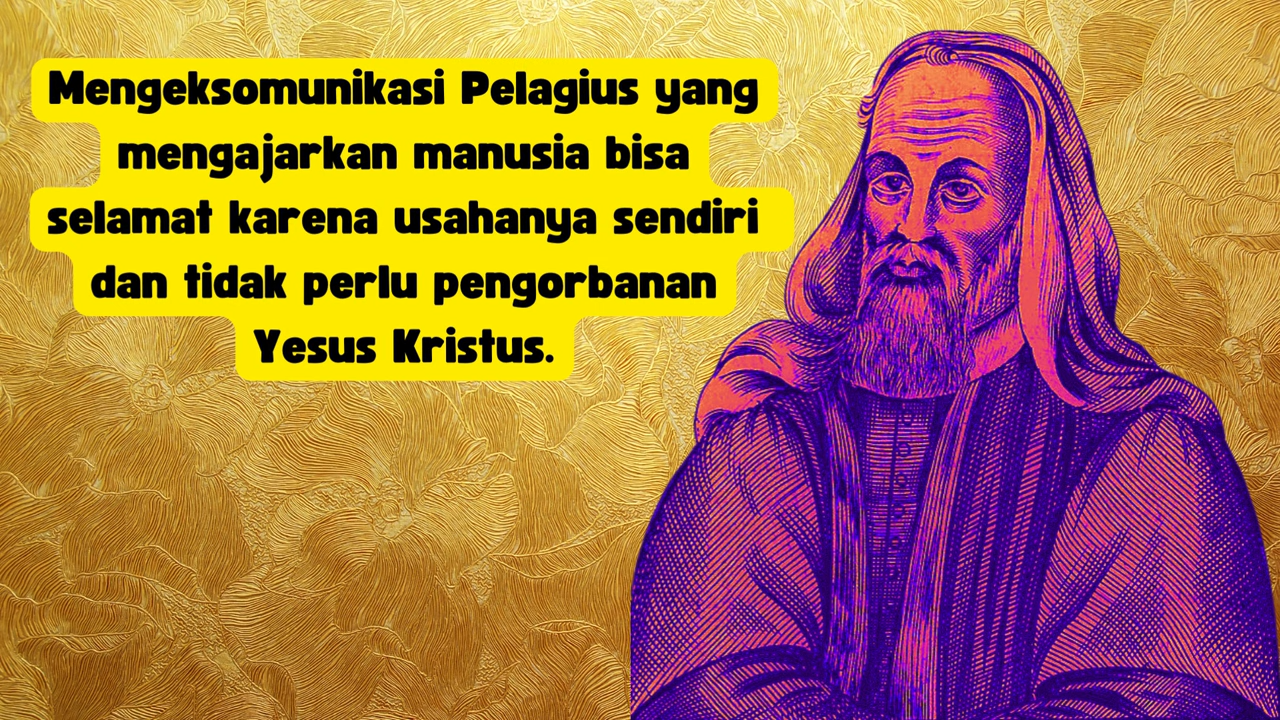 Mengeksomunikasi Pelagius yang
mengajarkan manusia bisa
selamat karena usahanya sendiri
dan tidak perlu pengorbanan
Yesus Kristus.